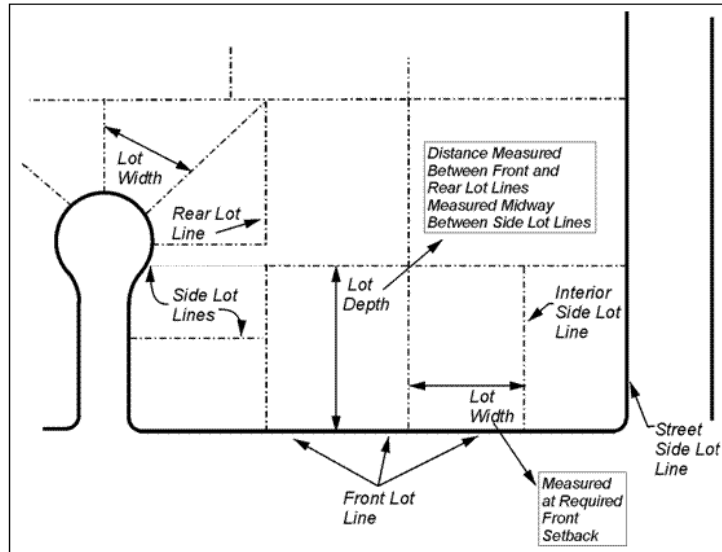 Lot
Width
Distance Measured
Between Front and
Rear Lot Lines
Measured Midway
Between Side Lot Lines
Rear Lot
Line
Side Lot
Lines
Lot
Depth
Interior
Side Lot
Line
Lot
Width
Street
Side Lot
Line
Front Lot
Line
Measured
at Required
Front
Setback